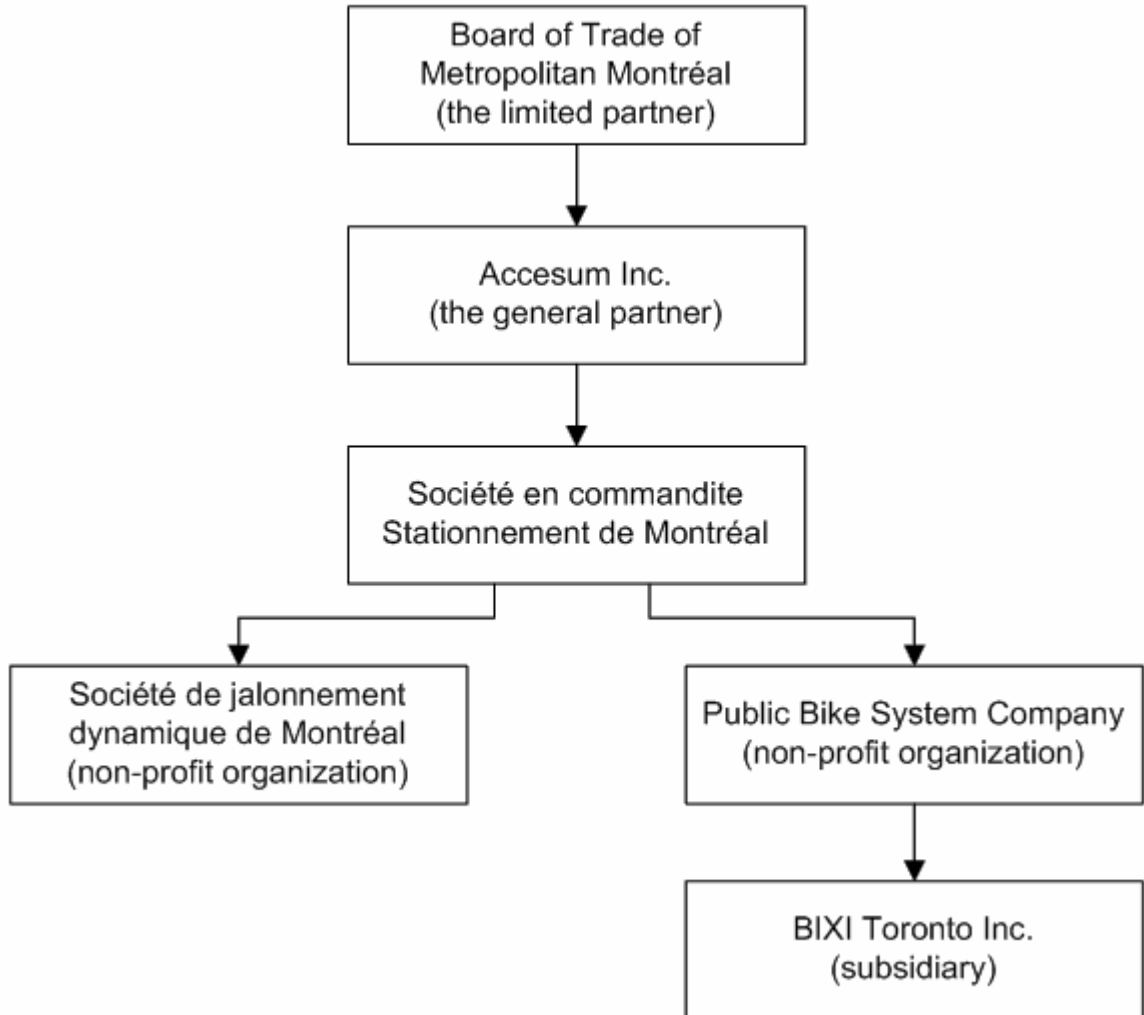 Board of Trade of
Metropolitan Montréal
(the limited partner)
Accesum Inc.
(the general partner)
Société en commandite
Stationnement de Montréal
Société de jalonnement
dynamique de Montréal
(non-profit organization)
Public Bike System Company
(non-profit organization)
BIXI Toronto Inc.
(subsidiary)